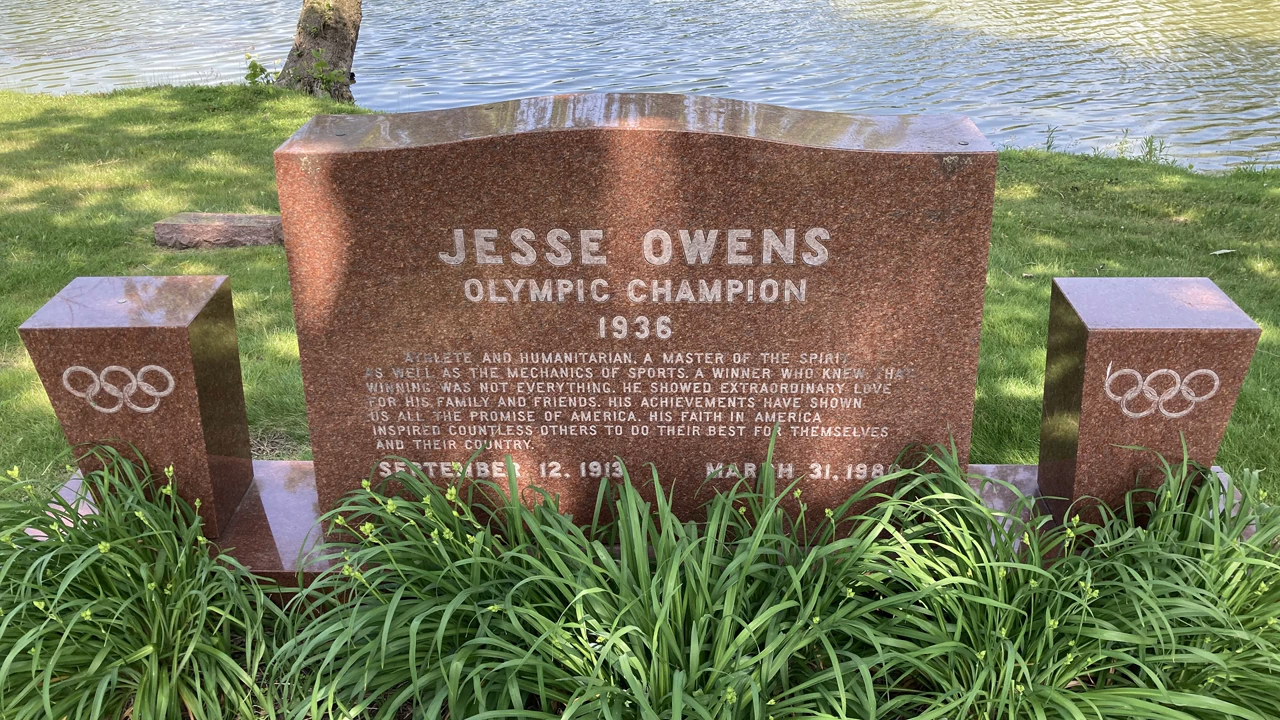 JESSE OWENS
OLYMPIC CHAMPION
1936
ATHLETE AND HUMANITARIAN. A MASTER OF THE SPIRIT
AS WELL AS THE MECHANICS OF SPORTS. A WINNER WHO KNEW THAT
WINNING WAS NOT EVERYTHING. HE SHOWED EXTRAORDINARY LOVE
FOR HIS FAMILY AND FRIENDS. HIS ACHIEVEMENTS HAVE SHOWN
US ALL THE PROMISE OF AMERICA. HIS FAITH IN AMERICA
INSPIRED COUNTLESS OTHERS TO DO THEIR BEST FOR THEMSELVES
AND THEIR COUNTRY.
SEPTEMBER 12, 1913 MARCH 31, 1980